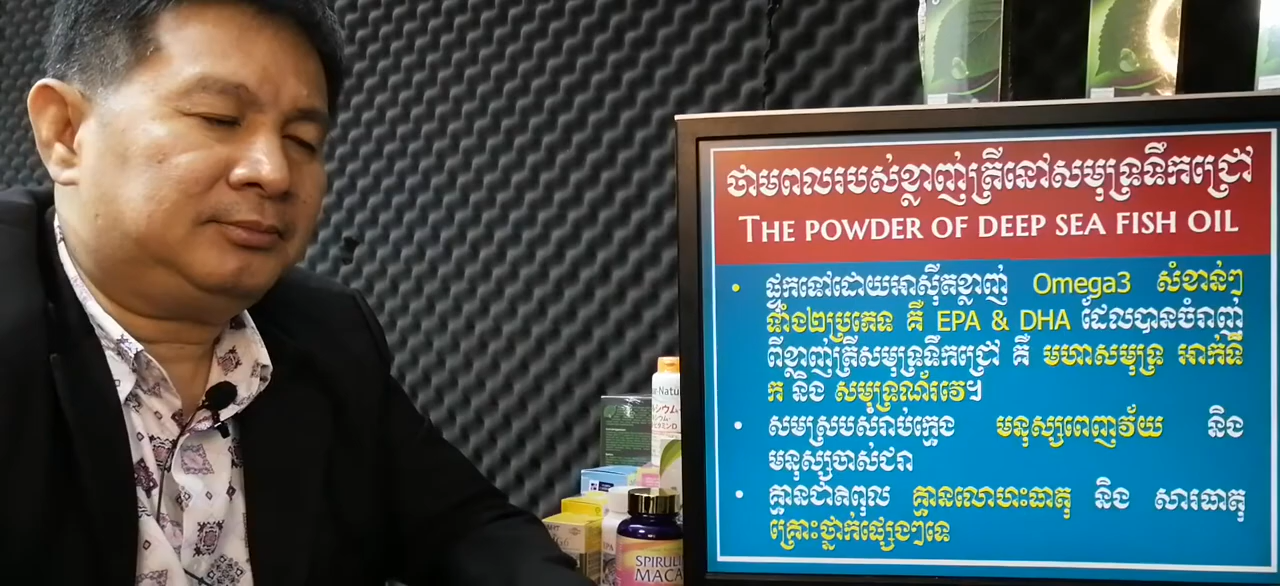 ថាមពលរបស់ខ្លាញ់ត្រីនៅសមុទ្រទឹកជ្រៅ
THE POWDER OF DEEP SEA FISH OIL
• ផ្ទុកទៅដោយអាស៊ីតខ្លាញ់ Omega3 សំខាន់ៗ
ទាំង២ប្រភេទ គឺ EPA & DHA ដែលបានចំរាញ់
ពីខ្លាញ់ត្រីសមុទ្រទឹកជ្រៅ គឺ មហាសមុទ្រ អាក់ទិ
ក និង សមុទ្រណ័រវេ។
• សមស្របសំរាប់ក្មេង មនុស្សពេញវ័យ និង
មនុស្សចាស់ជរា
• គ្មានជាតិពុល គ្មានលោហះធាតុ និង សារធាតុ
គ្រោះថ្នាក់ផ្សេងៗទេ
SPIRUL
MACA